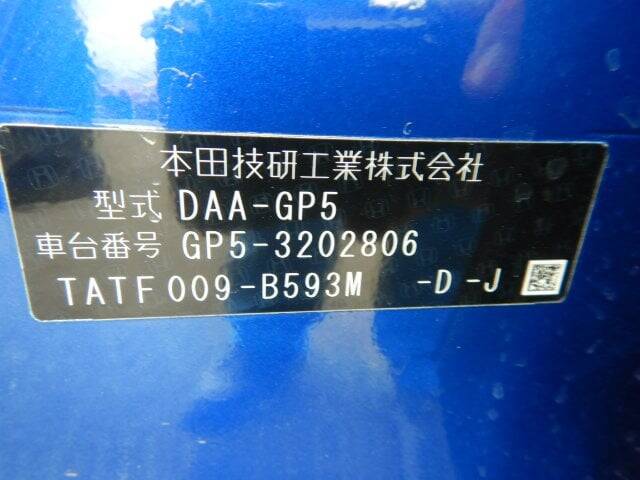 本田技研工業株式会社
型式 DAA-GP5
車台番号 GP5-3202806
TATF009-B593M -D-J